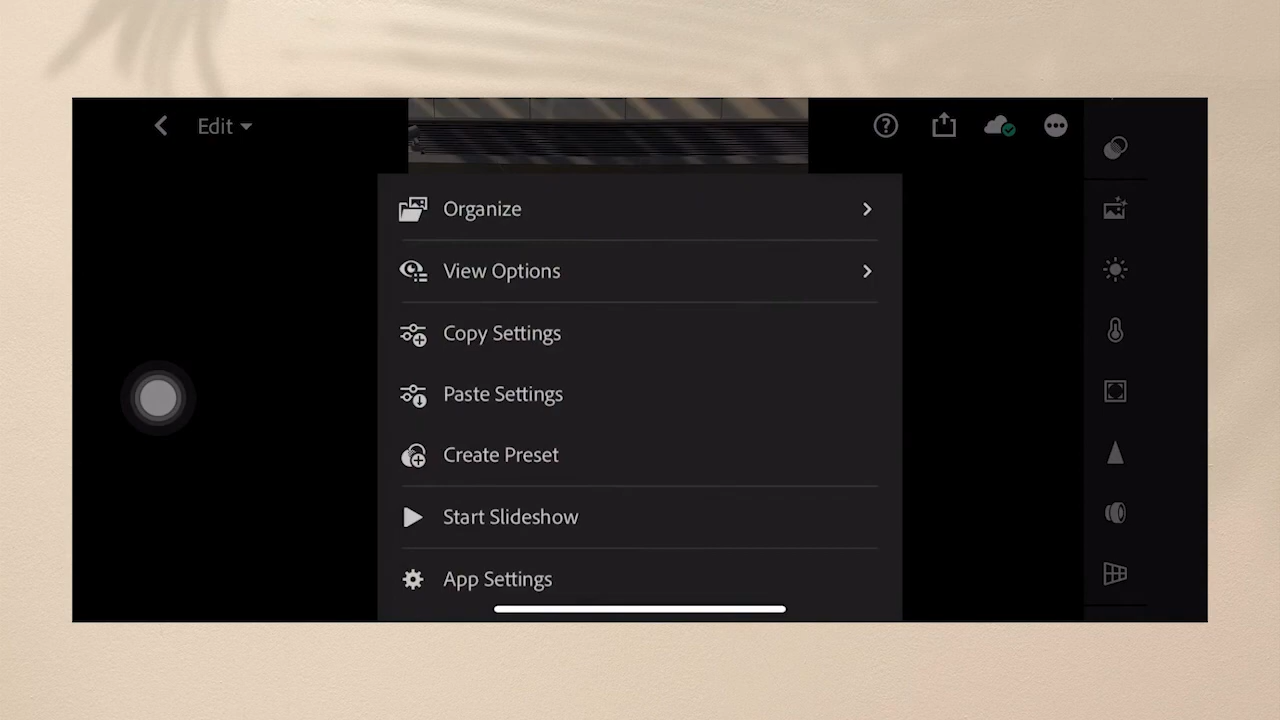 Edit
Organize
View Options
Copy Settings
Paste Settings
Create Preset
Start Slideshow
App Settings